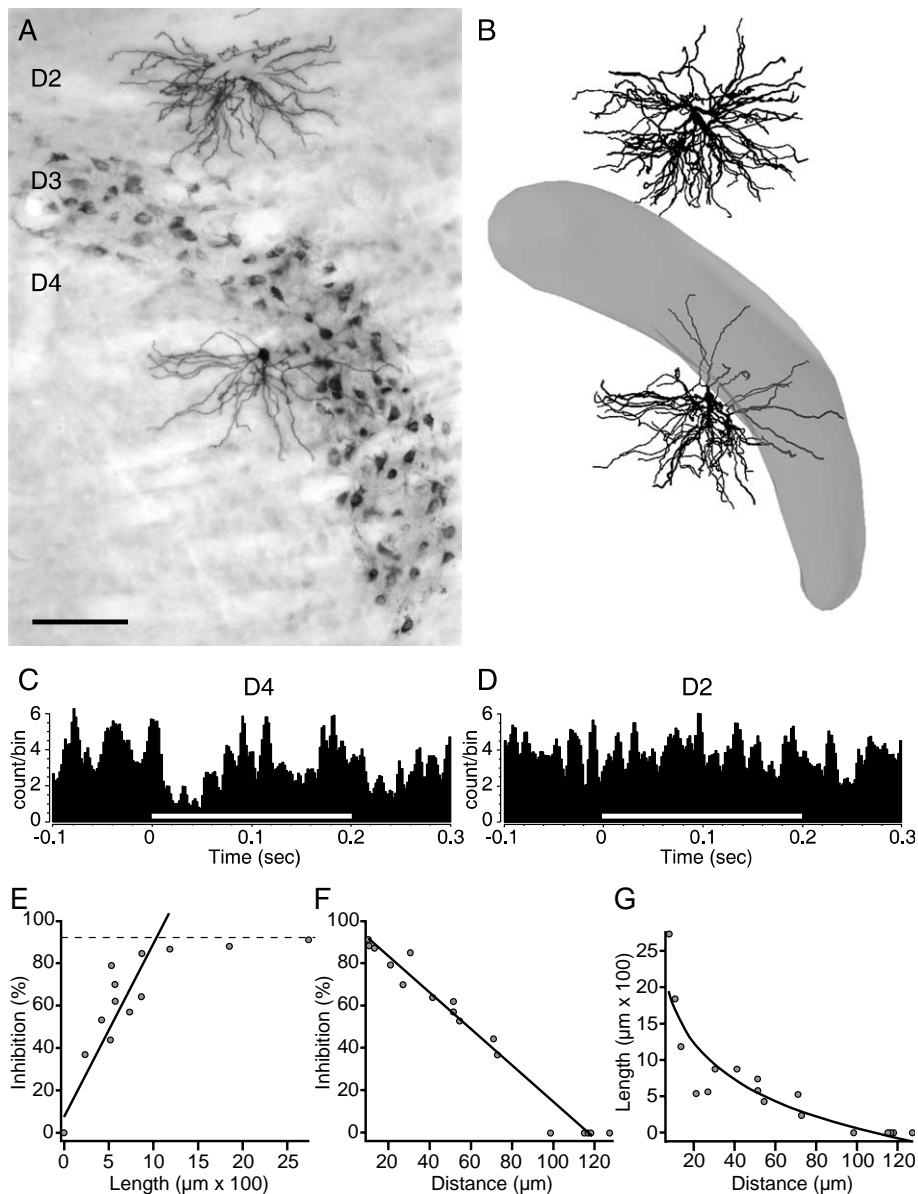 A
D2
D3
D4
B
C
D4
6
4
2
0
count/bin
-0.1
0
0.1
0.2
0.3
Time (sec)
D
D2
6
4
2
0
count/bin
-0.1
0
0.1
0.2
0.3
Time (sec)
E
100
80
60
40
20
0
Inhibition (%)
0
5
10
15
20
25
Length (µm x 100)
F
100
80
60
40
20
0
Inhibition (%)
20
40
60
80
100
120
Distance (µm)
G
25
20
15
10
5
0
Length (µm x 100)
20
40
60
80
100
120
Distance (µm)